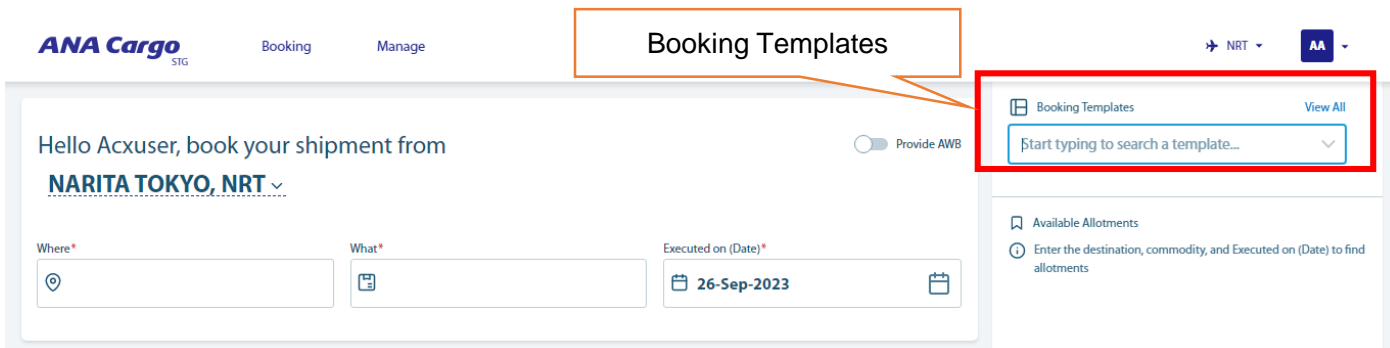 ANA Cargo
STG
Booking
Manage
Booking Templates
NRT
AA
Hello Acxuser, book your shipment from
NARITA TOKYO, NRT
Provide AWB
Where*
What*
Executed on (Date)*
26-Sep-2023
Booking Templates
View All
Start typing to search a template...
Available Allotments
Enter the destination, commodity, and Executed on (Date) to find
allotments